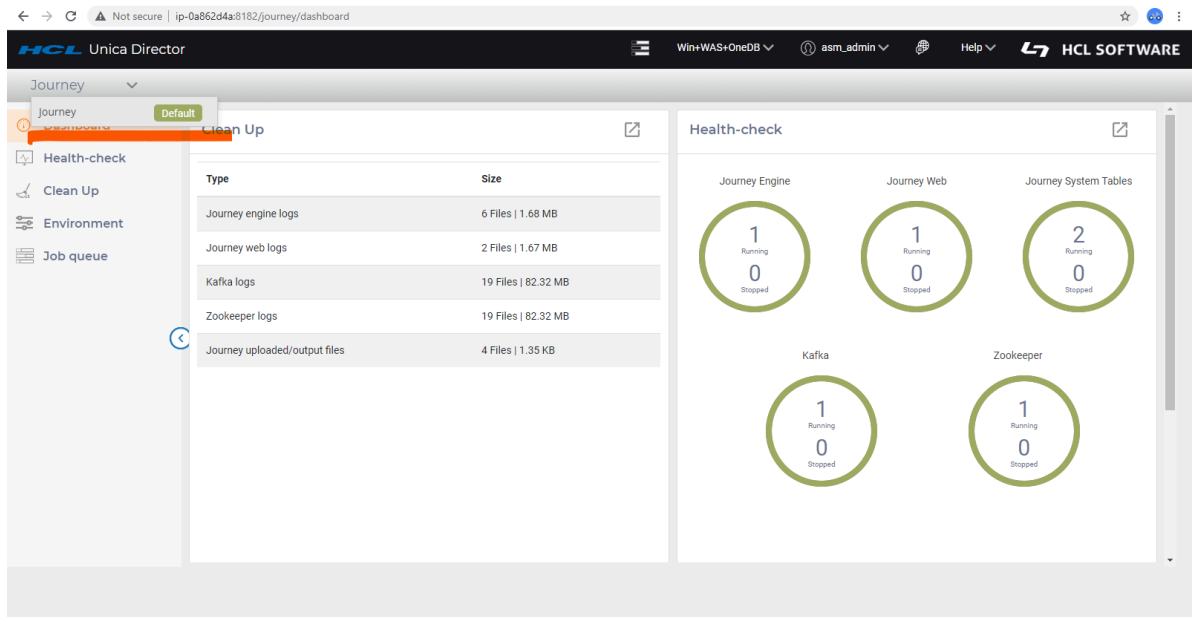 Not secure | ip-0a862d4a:8182/journey/dashboard
HCL Unica Director Win+WAS+OneDB asm_admin Help HCL SOFTWARE
Journey
Journey Default
Dashboard
Health-check
Clean Up
Environment
Job queue
Clean Up
Type Size
Journey engine logs 6 Files | 1.68 MB
Journey web logs 2 Files | 1.67 MB
Kafka logs 19 Files | 82.32 MB
Zookeeper logs 19 Files | 82.32 MB
Journey uploaded/output files 4 Files | 1.35 KB
Health-check
Journey Engine
1
Running
0
Stopped
Journey Web
1
Running
0
Stopped
Journey System Tables
2
Running
0
Stopped
Kafka
1
Running
0
Stopped
Zookeeper
1
Running
0
Stopped